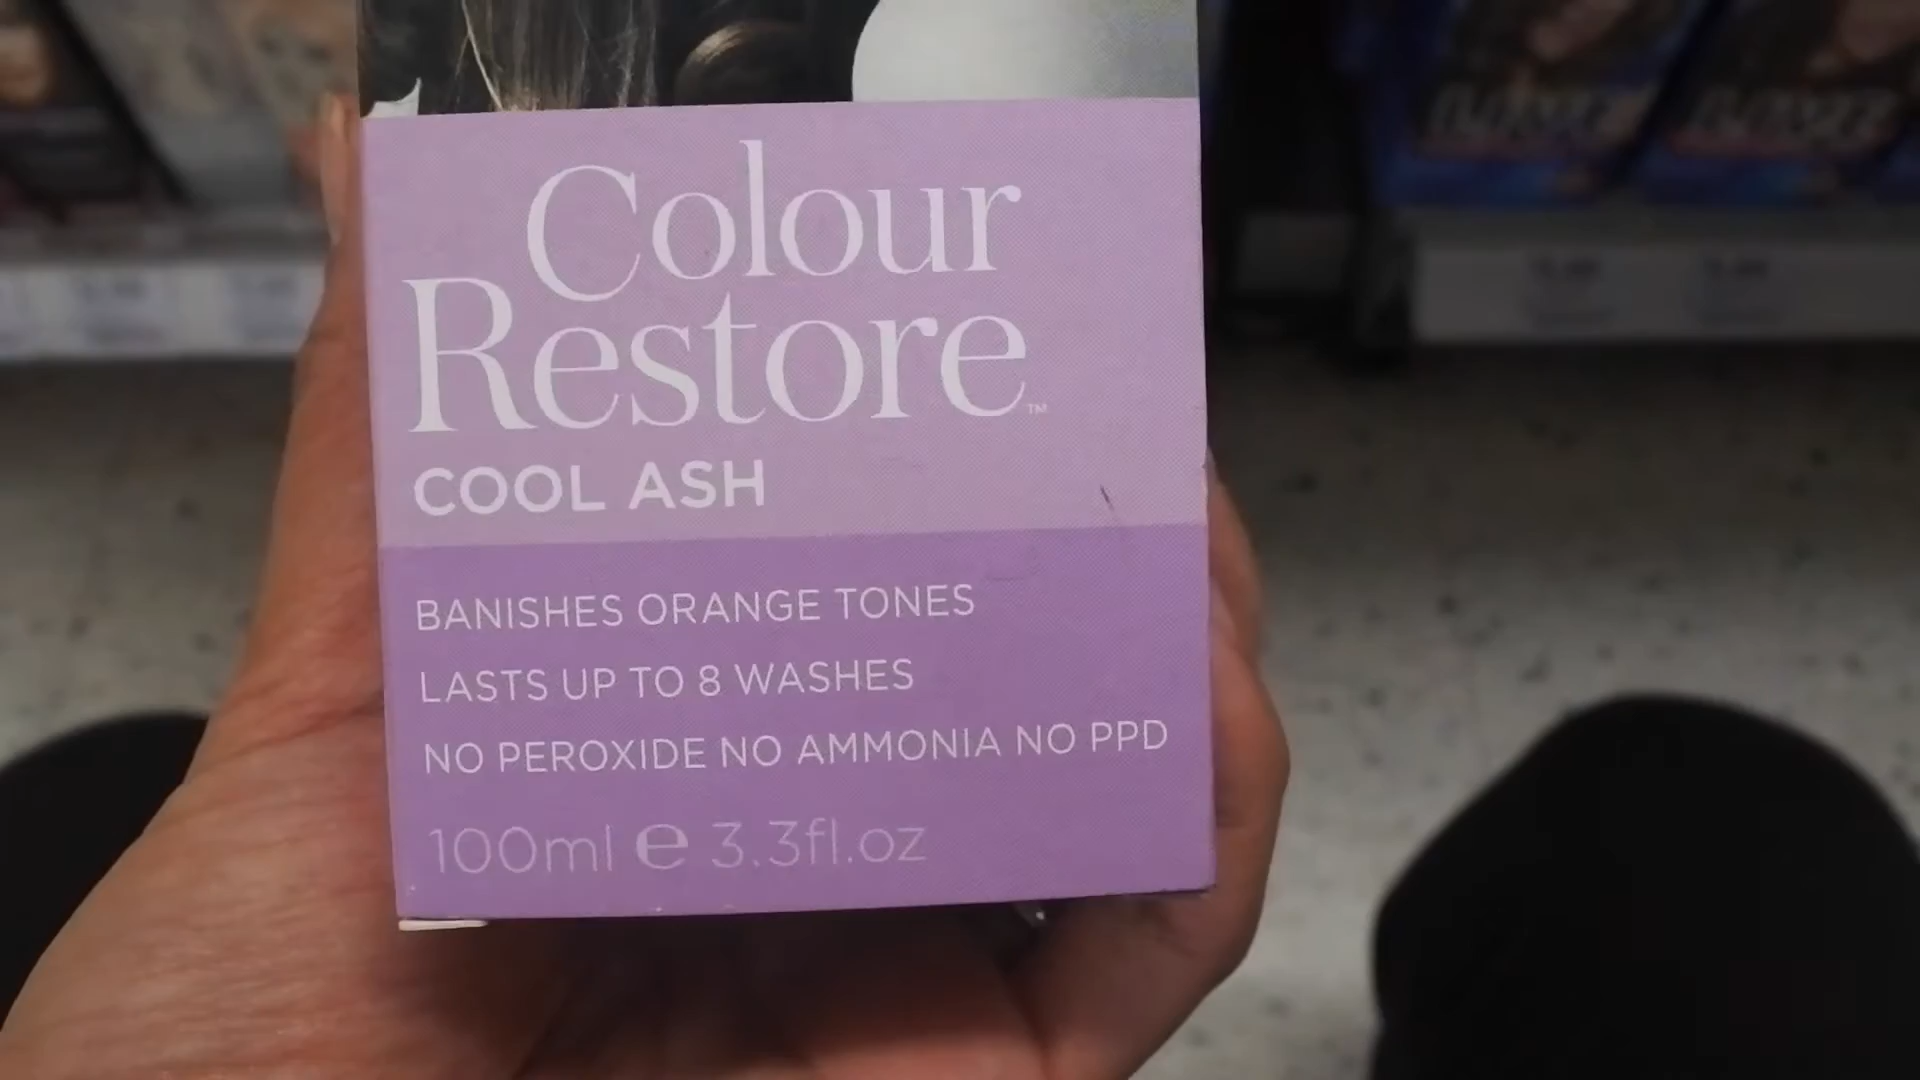 Colour
Restore™
COOL ASH
BANISHES ORANGE TONES
LASTS UP TO 8 WASHES
NO PEROXIDE NO AMMONIA NO PPD
100ml e 3.3fl.oz